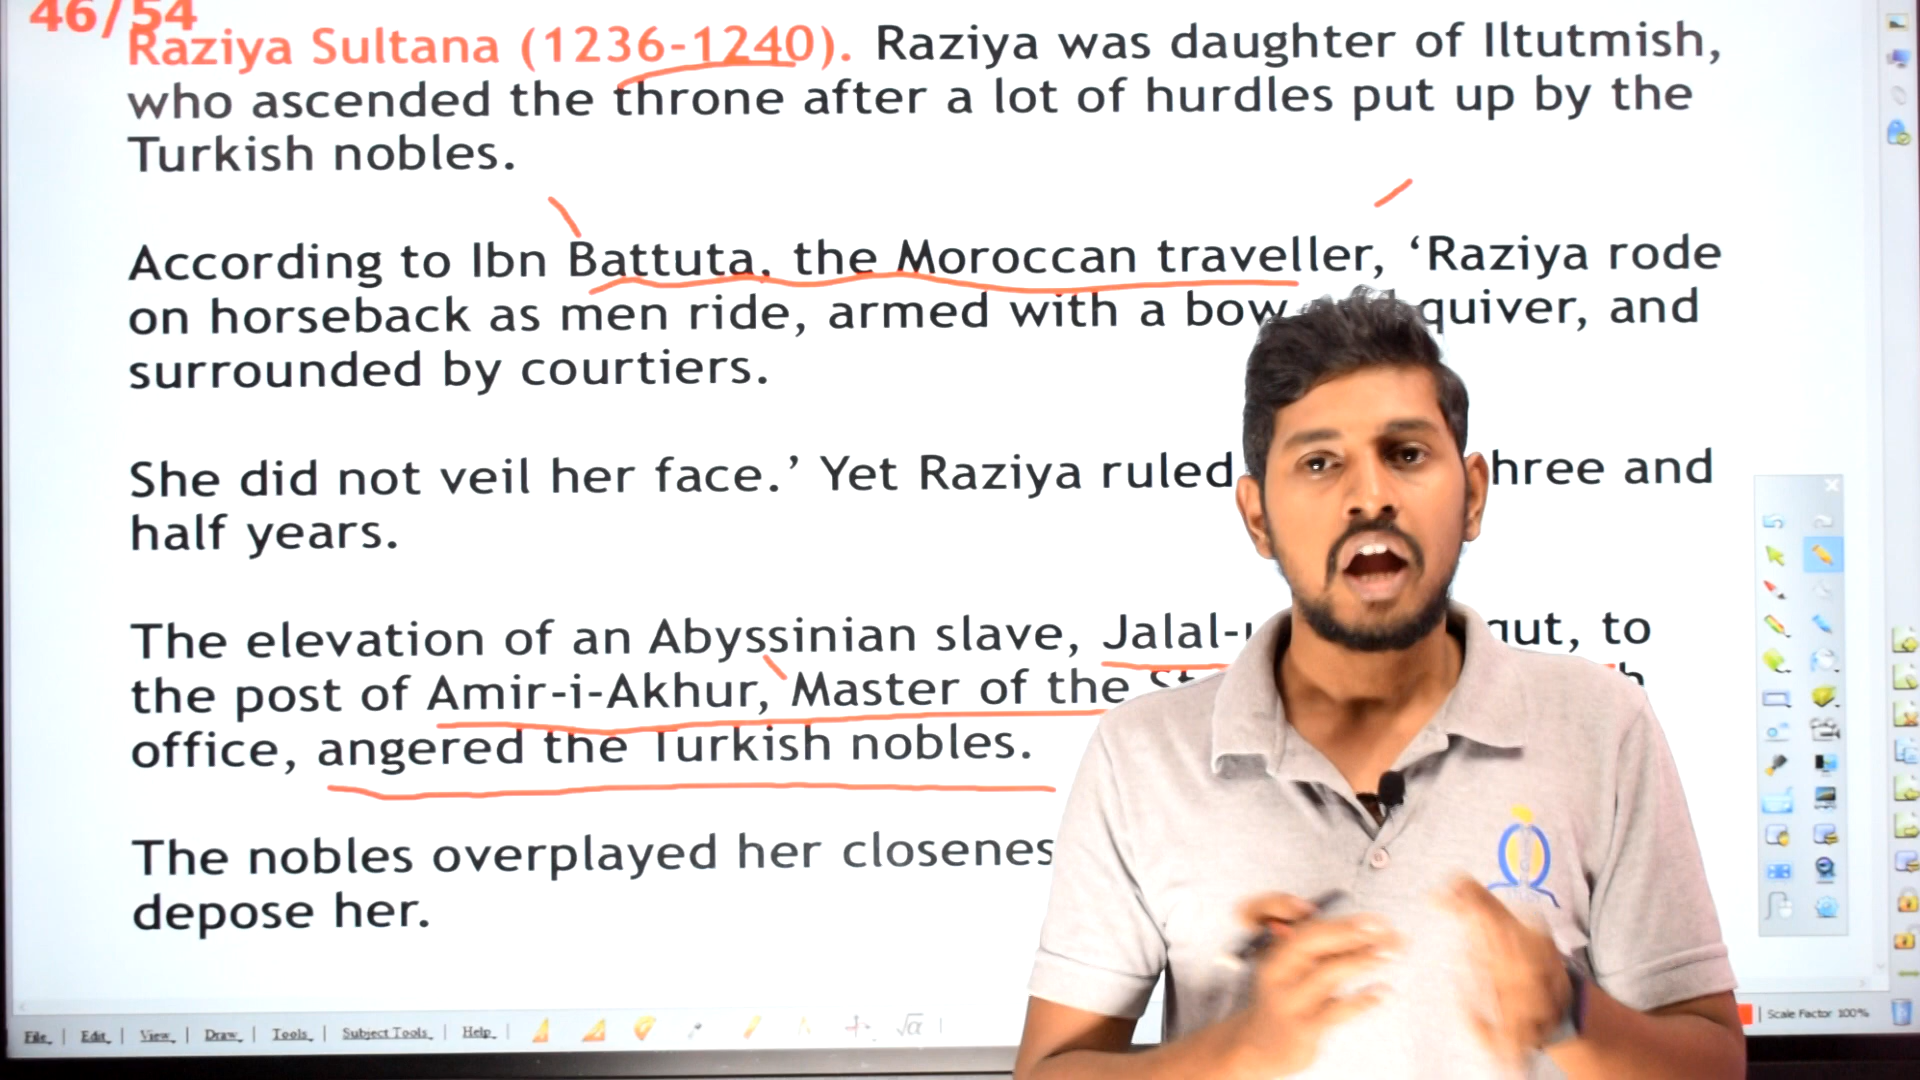 46/54
Raziya Sultana (1236-1240). Raziya was daughter of Iltutmish,
who ascended the throne after a lot of hurdles put up by the
Turkish nobles.
According to Ibn Battuta, the Moroccan traveller, ‘Raziya rode
on horseback as men ride, armed with a bow quiver, and
surrounded by courtiers.
She did not veil her face.’ Yet Raziya ruled hree and
half years.
The elevation of an Abyssinian slave, Jalal- qut, to
the post of Amir-i-Akhur, Master of the
office, angered the Turkish nobles.
The nobles overplayed her closenes
depose her.
File Edit View Draw Tools Subject Tools Help √α Scale Factor 100%